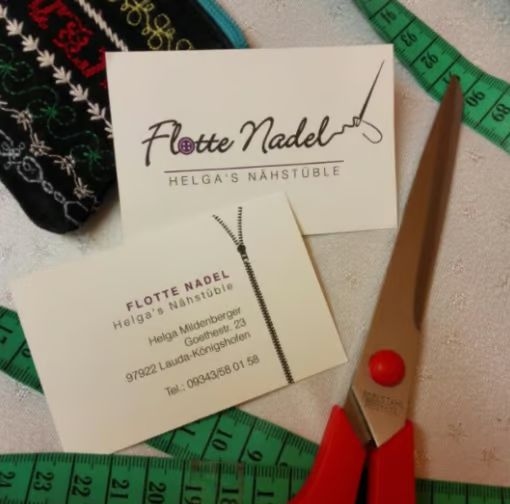 Flotte Nadel
HELGA'S NÄHSTÜBLE
FLOTTE NADEL
Helga's Nähstüble
Helga Mildenberger
Goethestr. 23
97922 Lauda-Königshofen
Tel.: 09343/58 01 58